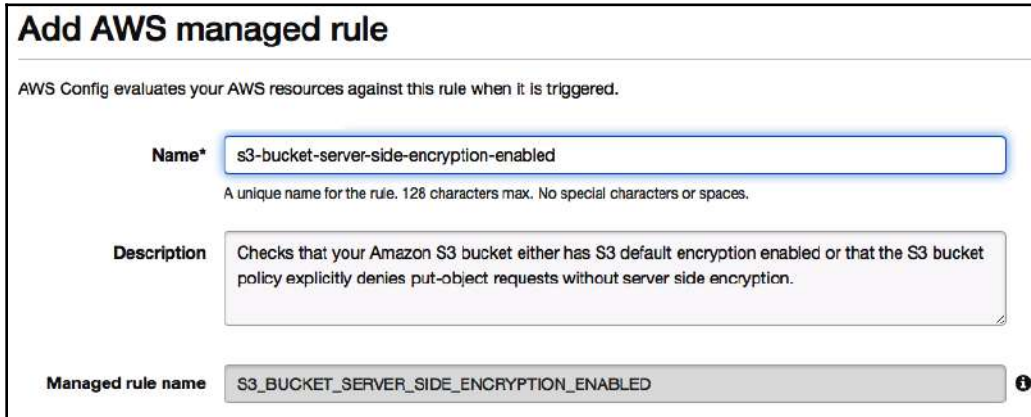 Add AWS managed rule
AWS Config evaluates your AWS resources against this rule when it is triggered.
Name* s3-bucket-server-side-encryption-enabled
A unique name for the rule. 128 characters max. No special characters or spaces.
Description Checks that your Amazon S3 bucket either has S3 default encryption enabled or that the S3 bucket
policy explicitly denies put-object requests without server side encryption.
Managed rule name S3_BUCKET_SERVER_SIDE_ENCRYPTION_ENABLED